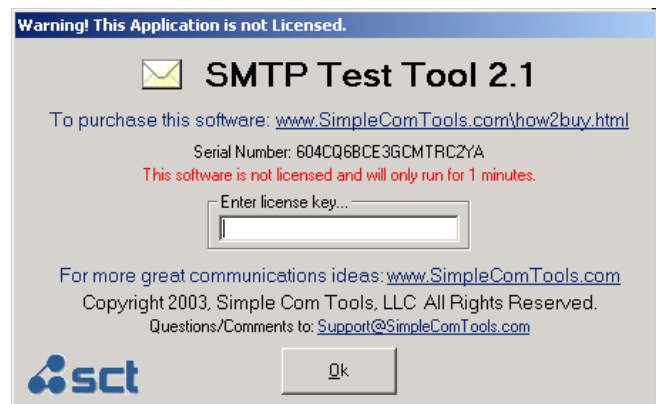 Warning! This Application is not Licensed.
SMTP Test Tool 2.1
To purchase this software: www.SimpleComTools.com\how2buy.html
Serial Number: 604CQ6BCE3GCMTRC2YA
This software is not licensed and will only run for 1 minutes.
Enter license key...
For more great communications ideas: www.SimpleComTools.com
Copyright 2003, Simple Com Tools, LLC All Rights Reserved.
Questions/Comments to: Support@SimpleComTools.com
sct
Ok